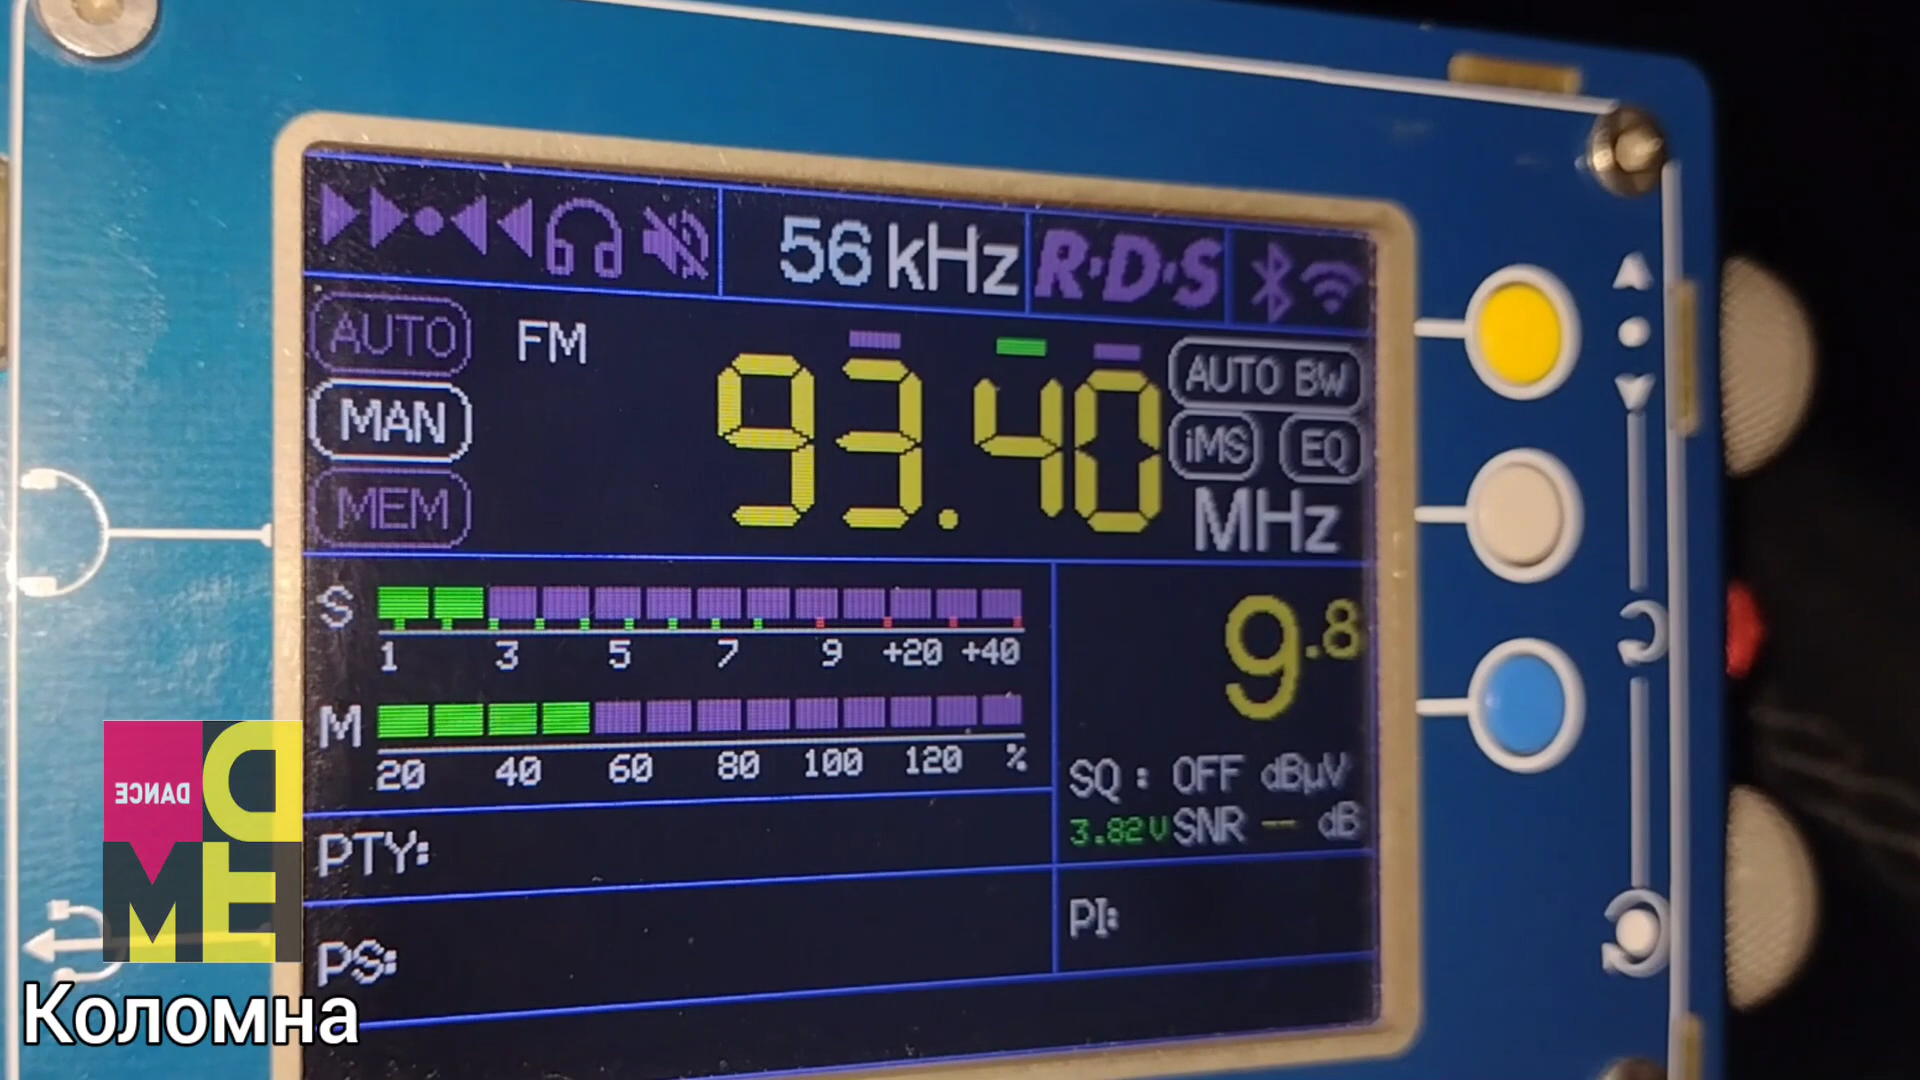 56 kHz R·D·S
AUTO
FM
93.40
AUTO BW
MAN
iMS EQ
MHz
MEM
S
1 3 5 7 9 +20 +40
9.8
M
20 40 60 80 100 120 %
SQ : OFF dBµV
3.82V SNR -- dB
DANCE
D
FM
PTY:
PI:
PS:
Коломна